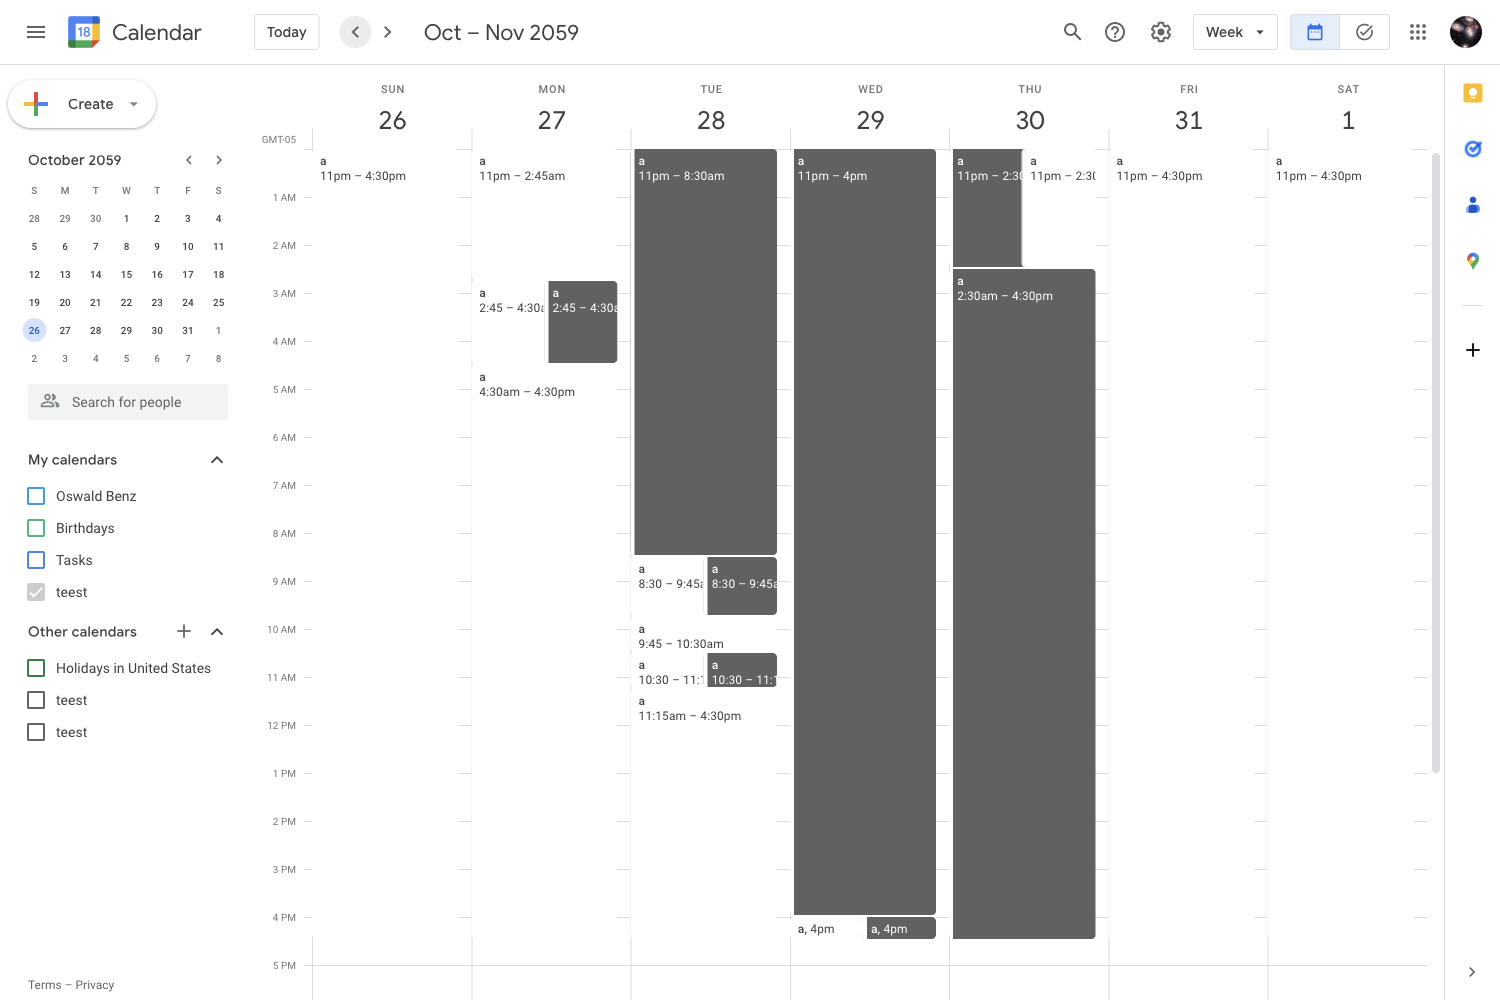 18 Calendar Today Oct – Nov 2059 Week
Create
October 2059
S M T W T F S
28 29 30 1 2 3 4
5 6 7 8 9 10 11
12 13 14 15 16 17 18
19 20 21 22 23 24 25
26 27 28 29 30 31 1
2 3 4 5 6 7 8
Search for people
My calendars
Oswald Benz
Birthdays
Tasks
teest
Other calendars
Holidays in United States
teest
teest
Terms – Privacy
SUN MON TUE WED THU FRI SAT
26 27 28 29 30 31 1
GMT-05
1 AM
2 AM
3 AM
4 AM
5 AM
6 AM
7 AM
8 AM
9 AM
10 AM
11 AM
12 PM
1 PM
2 PM
3 PM
4 PM
5 PM
a
11pm – 4:30pm
a
11pm – 2:45am
a
2:45 – 4:30a
a
2:45 – 4:30a
a
4:30am – 4:30pm
a
11pm – 8:30am
a
8:30 – 9:45a
a
8:30 – 9:45a
a
9:45 – 10:30am
a
10:30 – 11:1
a
10:30 – 11:1
a
11:15am – 4:30pm
a
11pm – 4pm
a, 4pm
a, 4pm
a
11pm – 2:30
a
11pm – 2:30
a
2:30am – 4:30pm
a
11pm – 4:30pm
a
11pm – 4:30pm